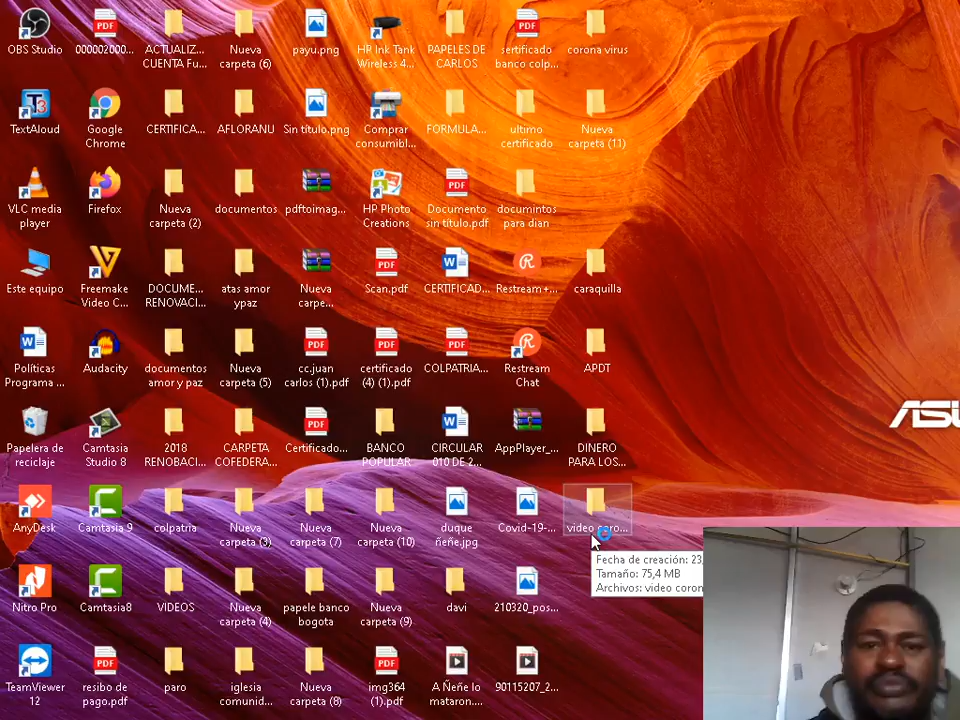 OBS Studio
000002000...
ACTUALIZ...
CUENTA Fu...
Nueva
carpeta (6)
payu.png
HP Ink Tank
Wireless 4...
PAPELES DE
CARLOS
sertificado
banco colp...
corona virus
TextAloud
Google
Chrome
CERTIFICA...
AFLORANU
Sin título.png
Comprar
consumibl...
FORMULA...
ultimo
certificado
Nueva
carpeta (11)
VLC media
player
Firefox
Nueva
carpeta (2)
documentos
pdftoimag...
HP Photo
Creations
Documento
sin título.pdf
documintos
para dian
Este equipo
Freemake
Video C...
DOCUME...
RENOVACI...
atas amor
ypaz
Nueva
carpe...
Scan.pdf
CERTIFICAD...
Restream+...
caraquilla
Políticas
Programa ...
Audacity
documentos
amor y paz
Nueva
carpeta (5)
cc.juan
carlos (1).pdf
certificado
(4) (1).pdf
COLPATRIA...
Restream
Chat
APDT
ASU
Papelera de
reciclaje
Camtasia
Studio 8
2018
RENOBACI...
CARPETA
COFEDERA...
Certificado...
BANCO
POPULAR
CIRCULAR
010 DE 2...
AppPlayer_...
DINERO
PARA LOS...
AnyDesk
Camtasia 9
colpatria
Nueva
carpeta (3)
Nueva
carpeta (7)
Nueva
carpeta (10)
duque
ñeñe.jpg
Covid-19-...
video coro...
Fecha de creación: 23,
Tamaño: 75,4 MB
Archivos: video coron
Nitro Pro
Camtasia8
VIDEOS
Nueva
carpeta (4)
papele banco
bogota
Nueva
carpeta (9)
davi
210320_pos...
TeamViewer
12
resibo de
pago.pdf
paro
iglesia
comunid...
Nueva
carpeta (8)
img364
(1).pdf
A Ñeñe lo
mataron....
90115207_2...